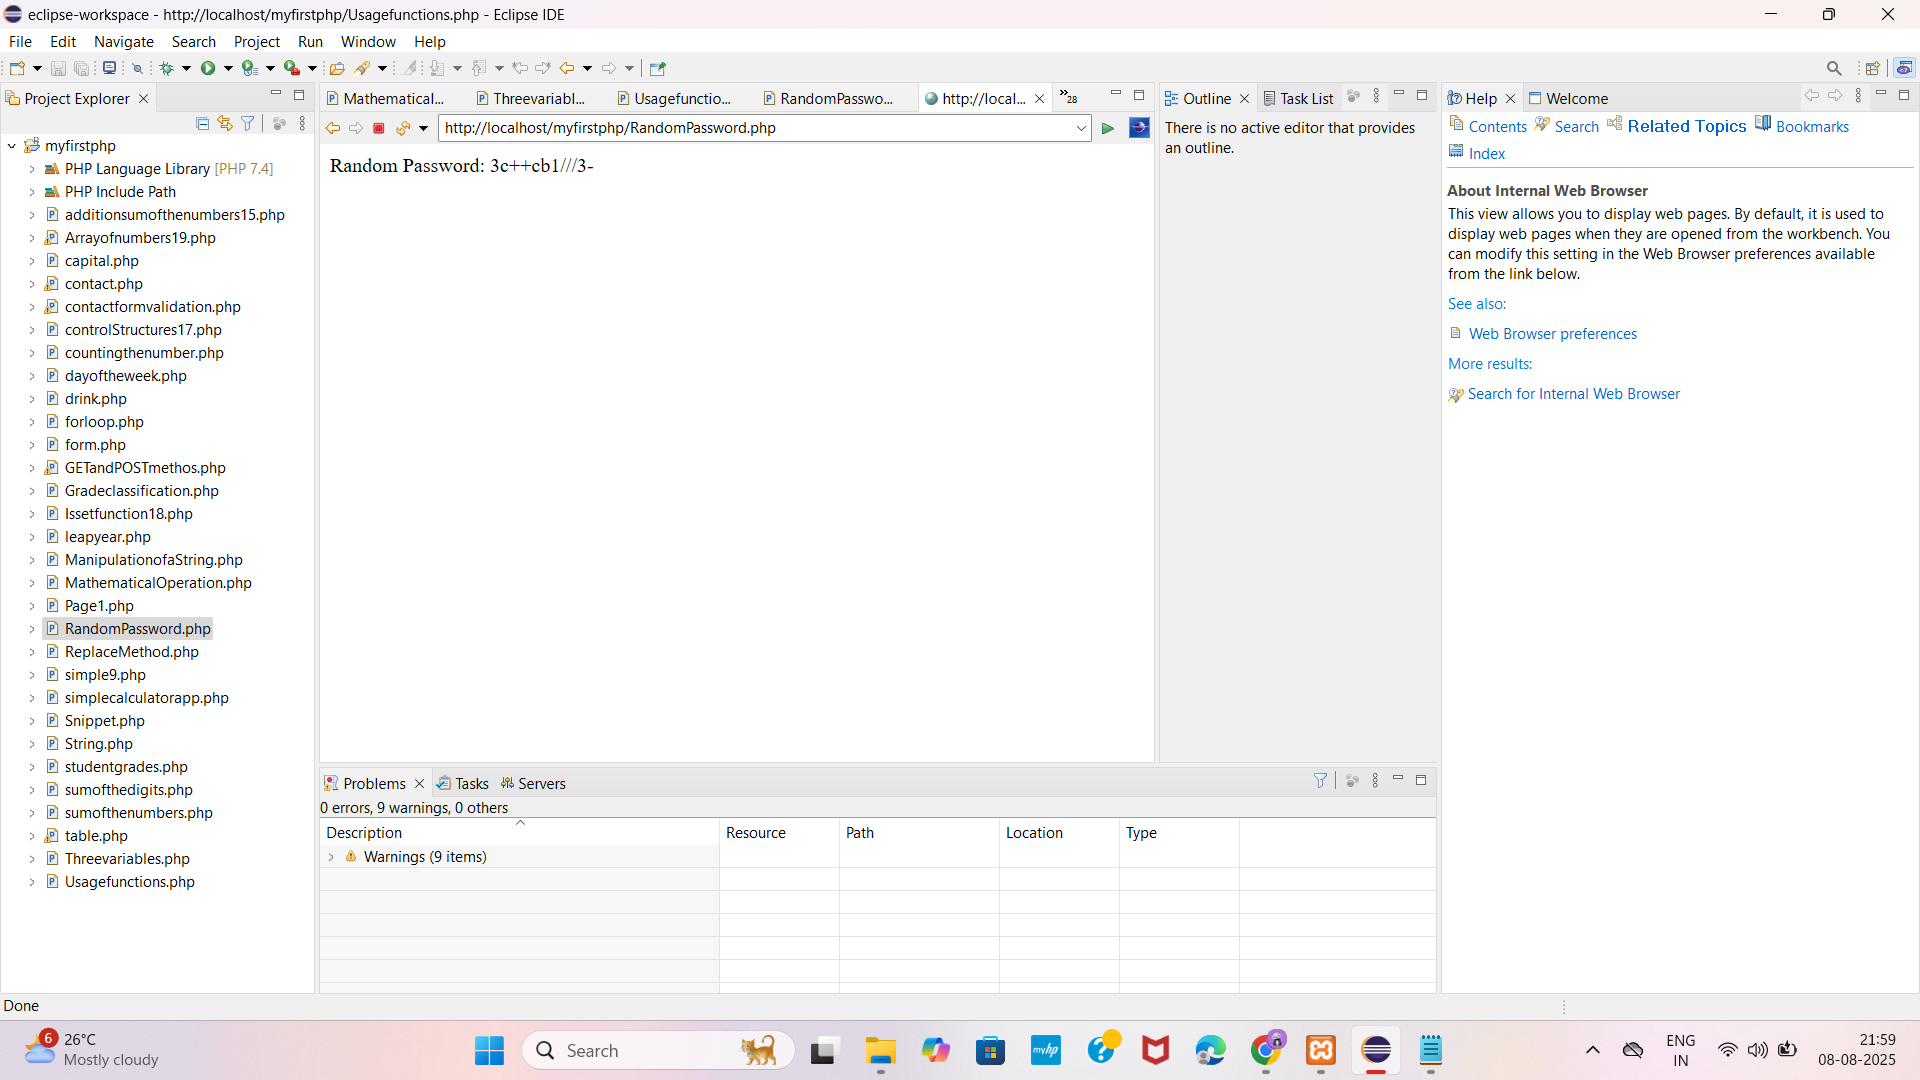 eclipse-workspace - http://localhost/myfirstphp/Usagefunctions.php - Eclipse IDE
File Edit Navigate Search Project Run Window Help
Project Explorer
myfirstphp
PHP Language Library [PHP 7.4]
PHP Include Path
additionsumofthenumbers15.php
Arrayofnumbers19.php
capital.php
contact.php
contactformvalidation.php
controlStructures17.php
countingthenumber.php
dayoftheweek.php
drink.php
forloop.php
form.php
GETandPOSTmethos.php
Gradeclassification.php
Issetfunction18.php
leapyear.php
ManipulationofaString.php
MathematicalOperation.php
Page1.php
RandomPassword.php
ReplaceMethod.php
simple9.php
simplecalculatorapp.php
Snippet.php
String.php
studentgrades.php
sumofthedigits.php
sumofthenumbers.php
table.php
Threevariables.php
Usagefunctions.php
Mathematical... Threevariabl... Usagefunctio... RandomPasswo... http://local... »28
http://localhost/myfirstphp/RandomPassword.php
Random Password: 3c++cb1///3-
Outline Task List
There is no active editor that provides
an outline.
Help Welcome
Contents Search Related Topics Bookmarks
Index
About Internal Web Browser
This view allows you to display web pages. By default, it is used to
display web pages when they are opened from the workbench. You
can modify this setting in the Web Browser preferences available
from the link below.
See also:
Web Browser preferences
More results:
Search for Internal Web Browser
Problems Tasks Servers
0 errors, 9 warnings, 0 others
Description Resource Path Location Type
Warnings (9 items)
Done
6
26°C
Mostly cloudy
Search
myhp
ENG
IN
21:59
08-08-2025